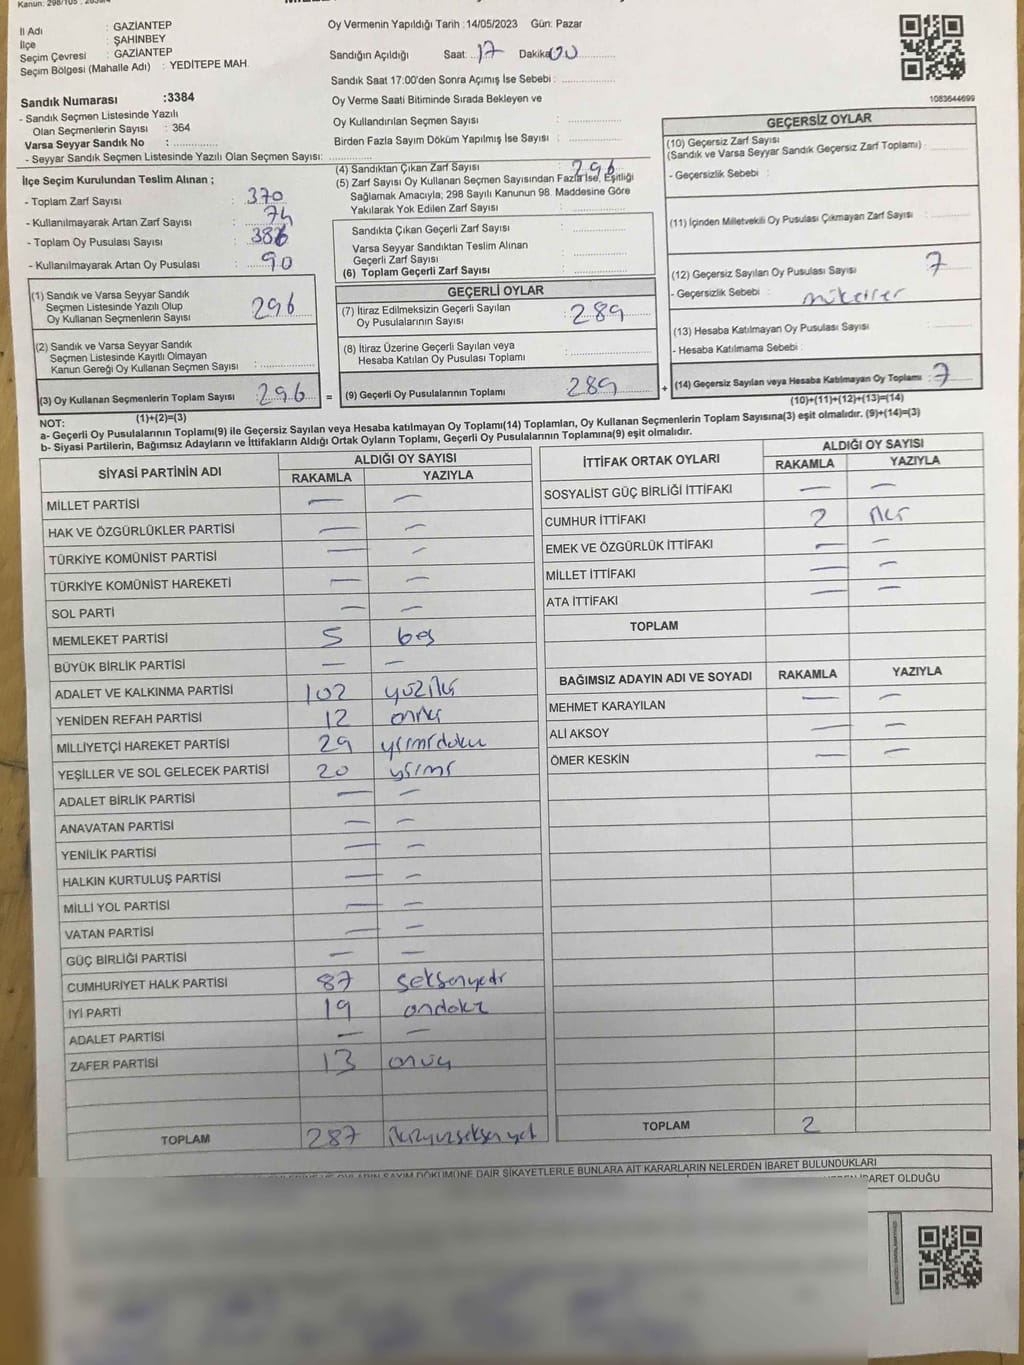 İl Adı : GAZİANTEP
İlçe : ŞAHİNBEY
Seçim Çevresi : GAZİANTEP
Seçim Bölgesi (Mahalle Adı) : YEDİTEPE MAH.
Oy Vermenin Yapıldığı Tarih :14/05/2023 Gün: Pazar
Sandığın Açıldığı Saat: 17 Dakika 00
Sandık Saat 17:00'den Sonra Açımış İse Sebebi :
Sandık Numarası :3384
- Sandık Seçmen Listesinde Yazılı
Olan Seçmenlerin Sayısı : 364
Varsa Seyyar Sandık No :
- Seyyar Sandık Seçmen Listesinde Yazılı Olan Seçmen Sayısı:
Oy Verme Saati Bitiminde Sırada Bekleyen ve
Oy Kullandırılan Seçmen Sayısı :
Birden Fazla Sayım Döküm Yapılmış İse Sayısı :
1083644699
İlçe Seçim Kurulundan Teslim Alınan ;
- Toplam Zarf Sayısı : 370
- Kullanılmayarak Artan Zarf Sayısı : 74
- Toplam Oy Pusulası Sayısı : 386
- Kullanılmayarak Artan Oy Pusulası : 90
(1) Sandık ve Varsa Seyyar Sandık
Seçmen Listesinde Yazılı Olup
Oy Kullanan Seçmenlerin Sayısı : 296
(2) Sandık ve Varsa Seyyar Sandık
Seçmen Listesinde Kayıtlı Olmayan
Kanun Gereği Oy Kullanan Seçmen Sayısı :
(3) Oy Kullanan Seçmenlerin Toplam Sayısı : 296
(1)+(2)=(3)
(4) Sandıktan Çıkan Zarf Sayısı : 296
(5) Zarf Sayısı Oy Kullanan Seçmen Sayısından Fazla İse, Eşitliği
Sağlamak Amacıyla; 298 Sayılı Kanunun 98. Maddesine Göre
Yakılarak Yok Edilen Zarf Sayısı :
Sandıkta Çıkan Geçerli Zarf Sayısı :
Varsa Seyyar Sandıktan Teslim Alınan
Geçerli Zarf Sayısı :
(6) Toplam Geçerli Zarf Sayısı :
GEÇERLİ OYLAR
(7) İtiraz Edilmeksizin Geçerli Sayılan
Oy Pusulalarının Sayısı : 289
(8) İtiraz Üzerine Geçerli Sayılan veya
Hesaba Katılan Oy Pusulası Toplamı :
= (9) Geçerli Oy Pusulalarının Toplamı : 289 +
GEÇERSİZ OYLAR
(10) Geçersiz Zarf Sayısı
(Sandık ve Varsa Seyyar Sandık Geçersiz Zarf Toplamı) :
- Geçersizlik Sebebi :
(11) İçinden Milletvekili Oy Pusulası Çıkmayan Zarf Sayısı :
(12) Geçersiz Sayılan Oy Pusulası Sayısı : 7
- Geçersizlik Sebebi :
(13) Hesaba Katılmayan Oy Pusulası Sayısı :
- Hesaba Katılmama Sebebi :
(14) Geçersiz Sayılan veya Hesaba Katılmayan Oy Toplamı : 7
(10)+(11)+(12)+(13)=(14)
NOT:
a- Geçerli Oy Pusulalarının Toplamı(9) ile Geçersiz Sayılan veya Hesaba katılmayan Oy Toplamı(14) Toplamları, Oy Kullanan Seçmenlerin Toplam Sayısına(3) eşit olmalıdır. (9)+(14)=(3)
b- Siyasi Partilerin, Bağımsız Adayların ve İttifakların Aldığı Ortak Oyların Toplamı, Geçerli Oy Pusulalarının Toplamına(9) eşit olmalıdır.
SİYASİ PARTİNİN ADI
ALDIĞI OY SAYISI
RAKAMLA YAZIYLA
MİLLET PARTİSİ — —
HAK VE ÖZGÜRLÜKLER PARTİSİ — —
TÜRKİYE KOMÜNİST PARTİSİ — —
TÜRKİYE KOMÜNİST HAREKETİ — —
SOL PARTİ — —
MEMLEKET PARTİSİ 5 beş
BÜYÜK BİRLİK PARTİSİ — —
ADALET VE KALKINMA PARTİSİ 102 yüziki
YENİDEN REFAH PARTİSİ 12 oniki
MİLLİYETÇİ HAREKET PARTİSİ 29 yirmidokuz
YEŞİLLER VE SOL GELECEK PARTİSİ 20 yirmi
ADALET BİRLİK PARTİSİ — —
ANAVATAN PARTİSİ — —
YENİLİK PARTİSİ — —
HALKIN KURTULUŞ PARTİSİ — —
MİLLİ YOL PARTİSİ — —
VATAN PARTİSİ — —
GÜÇ BİRLİĞİ PARTİSİ — —
CUMHURİYET HALK PARTİSİ 87 seksenyedi
İYİ PARTİ 19 ondokuz
ADALET PARTİSİ — —
ZAFER PARTİSİ 13 onüç
TOPLAM 287 ikiyüzseksenyedi
İTTİFAK ORTAK OYLARI
ALDIĞI OY SAYISI
RAKAMLA YAZIYLA
SOSYALİST GÜÇ BİRLİĞİ İTTİFAKI — —
CUMHUR İTTİFAKI 2 iki
EMEK VE ÖZGÜRLÜK İTTİFAKI — —
MİLLET İTTİFAKI — —
ATA İTTİFAKI — —
TOPLAM
BAĞIMSIZ ADAYIN ADI VE SOYADI RAKAMLA YAZIYLA
MEHMET KARAYILAN — —
ALİ AKSOY — —
ÖMER KESKİN — —
TOPLAM 2
OYLARIN SAYIM DÖKÜMÜNE DAİR ŞİKAYETLERLE BUNLARA AİT KARARLARIN NELERDEN İBARET BULUNDUKLARI
İBARET OLDUĞU